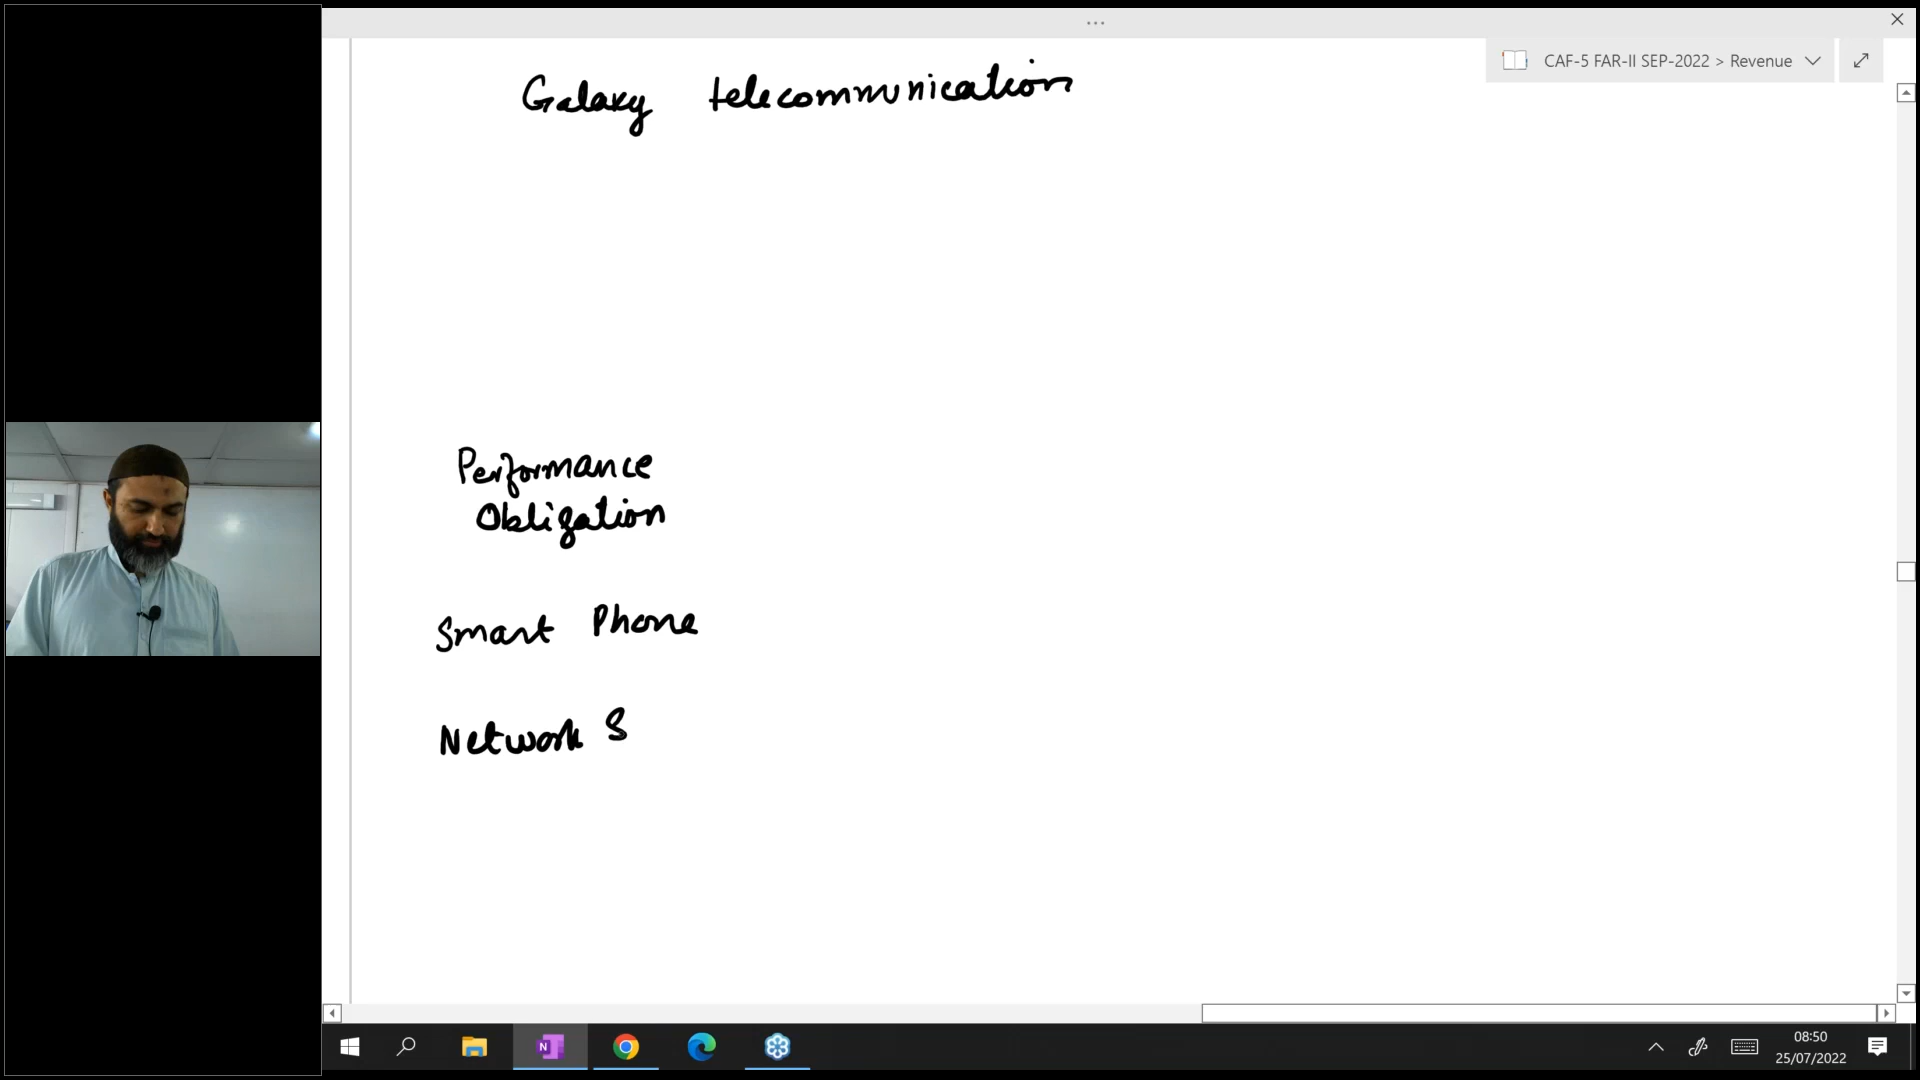 ...
CAF-5 FAR-II SEP-2022 > Revenue
Galaxy telecommunication
Performance
Obligation
Smart Phone
Network S
08:50
25/07/2022